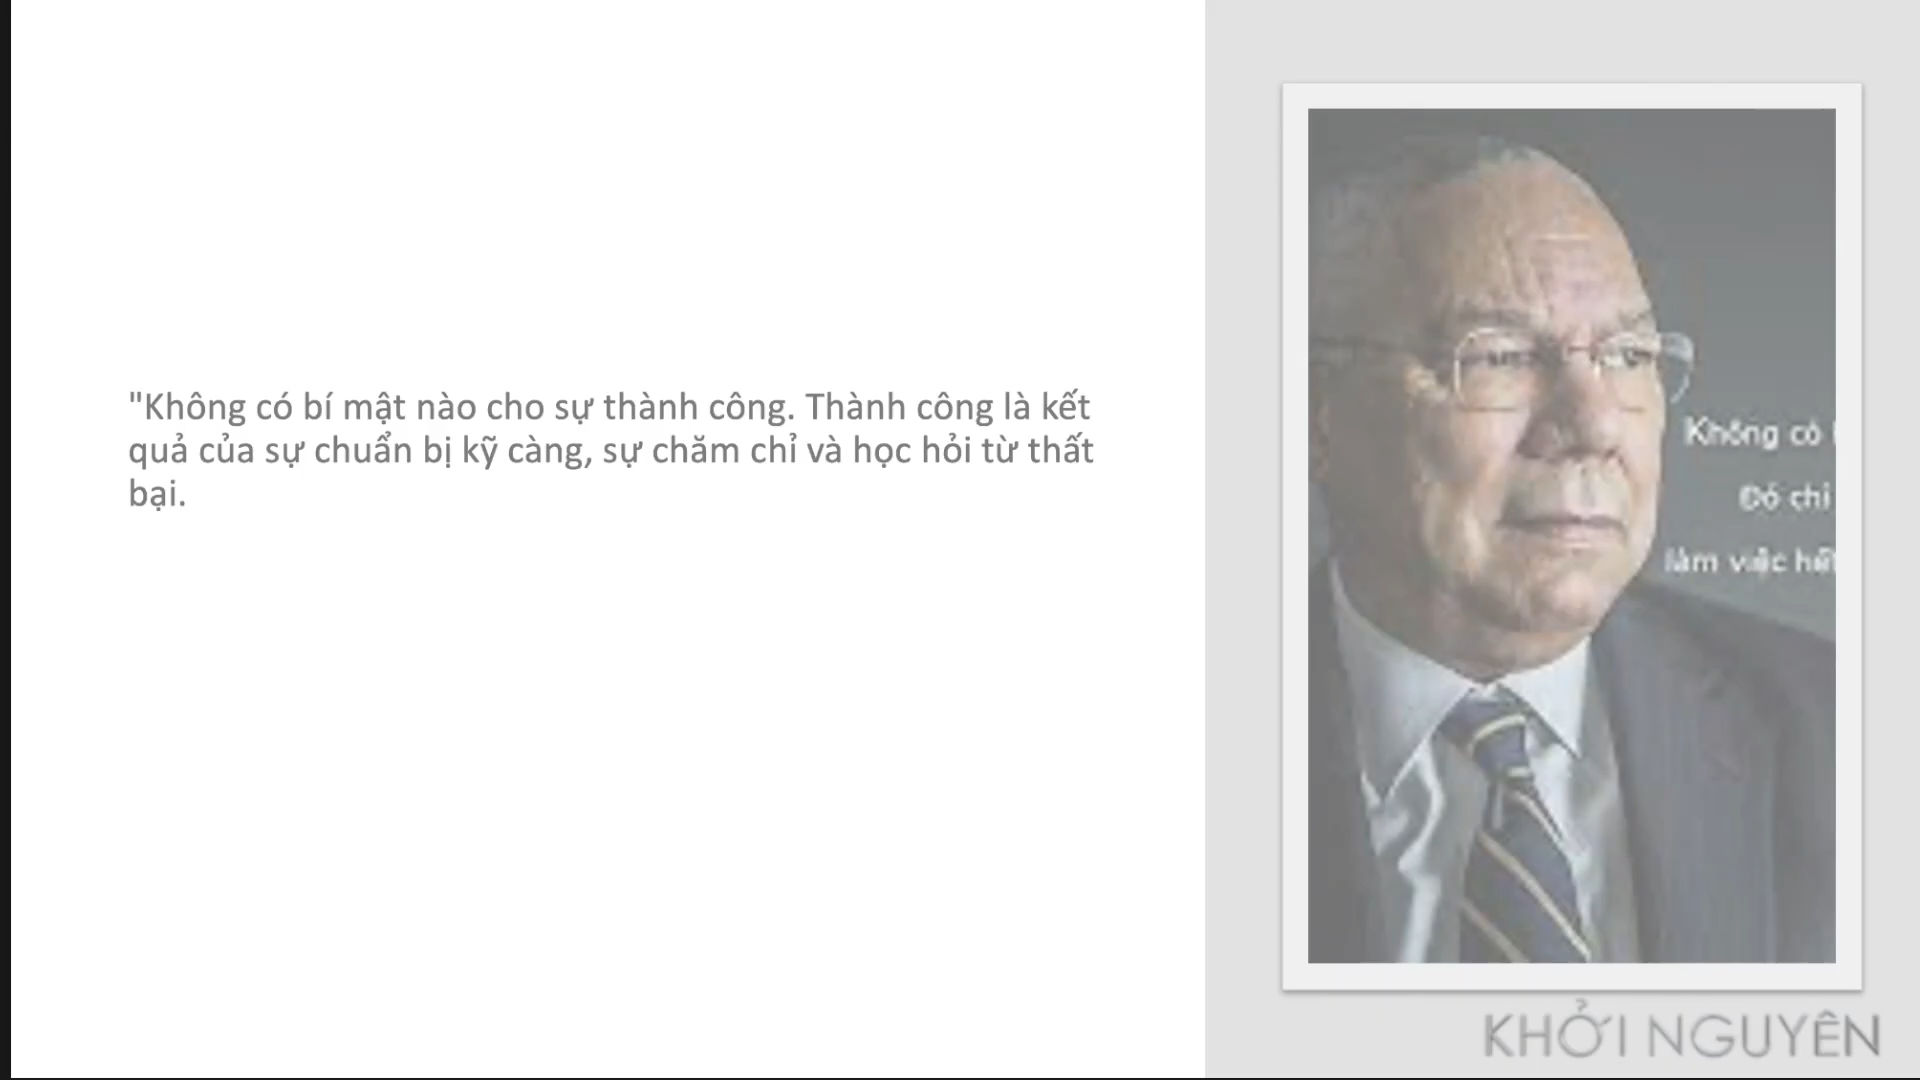 "Không có bí mật nào cho sự thành công. Thành công là kết
quả của sự chuẩn bị kỹ càng, sự chăm chỉ và học hỏi từ thất
bại.
Không có
Đó chỉ
làm việc hết
KHỞI NGUYÊN